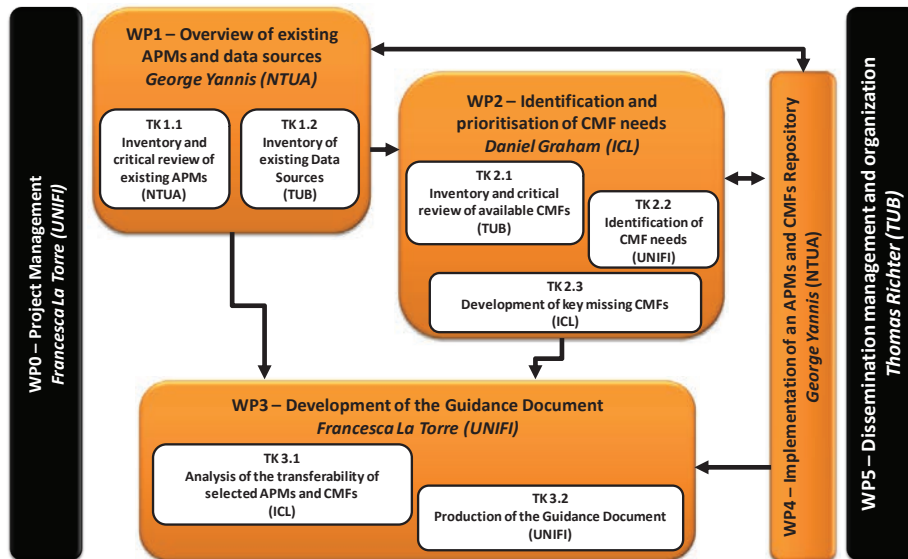 WP0 – Project Management
Francesca La Torre (UNIFI)
WP1 – Overview of existing
APMs and data sources
George Yannis (NTUA)
TK 1.1
Inventory and
critical review of
existing APMs
(NTUA)
TK 1.2
Inventory of
existing Data
Sources
(TUB)
WP2 – Identification and
prioritisation of CMF needs
Daniel Graham (ICL)
TK 2.1
Inventory and critical
review of available CMFs
(TUB)
TK 2.2
Identification of
CMF needs
(UNIFI)
TK 2.3
Development of key missing CMFs
(ICL)
WP3 – Development of the Guidance Document
Francesca La Torre (UNIFI)
TK 3.1
Analysis of the transferability of
selected APMs and CMFs
(ICL)
TK 3.2
Production of the Guidance Document
(UNIFI)
WP4 – Implementation of an APMs and CMFs Repository
George Yannis (NTUA)
WP5 – Dissemination management and organization
Thomas Richter (TUB)